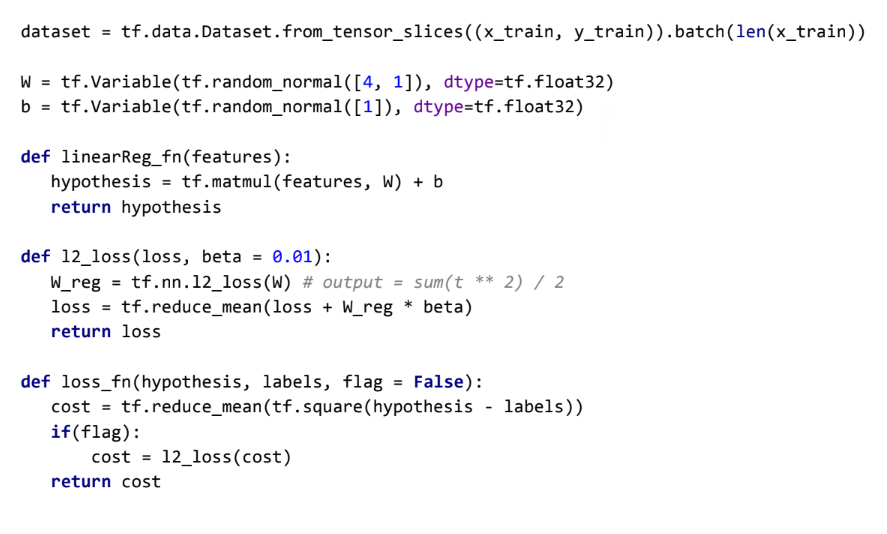 dataset = tf.data.Dataset.from_tensor_slices((x_train, y_train)).batch(len(x_train))
W = tf.Variable(tf.random_normal([4, 1]), dtype=tf.float32)
b = tf.Variable(tf.random_normal([1]), dtype=tf.float32)
def linearReg_fn(features):
hypothesis = tf.matmul(features, W) + b
return hypothesis
def l2_loss(loss, beta = 0.01):
W_reg = tf.nn.l2_loss(W) # output = sum(t ** 2) / 2
loss = tf.reduce_mean(loss + W_reg * beta)
return loss
def loss_fn(hypothesis, labels, flag = False):
cost = tf.reduce_mean(tf.square(hypothesis - labels))
if(flag):
cost = l2_loss(cost)
return cost